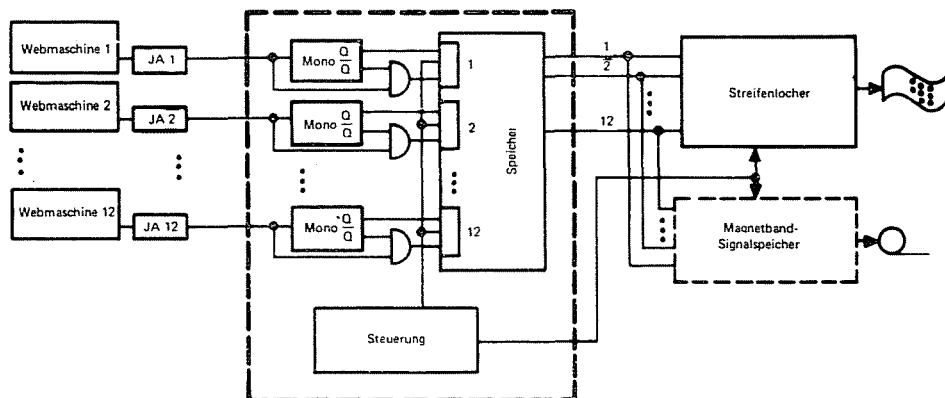 Webmaschine 1
JA 1
Mono Q
Q
1
1
2
Streifenlocher
Webmaschine 2
JA 2
Mono Q
Q
2
Speicher
12
Webmaschine 12
JA 12
Mono Q
Q
12
Magnetband-
Signalspeicher
Steuerung